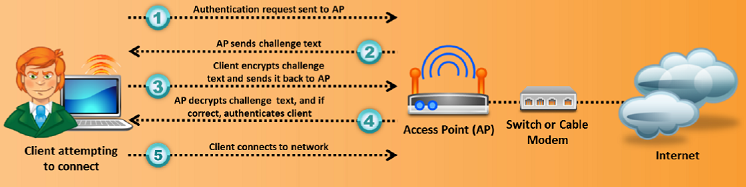 1
Authentication request sent to AP
AP sends challenge text
2
3
Client encrypts challenge
text and sends it back to AP
AP decrypts challenge text, and if
correct, authenticates client
4
5
Client connects to network
Client attempting
to connect
Access Point (AP)
Switch or Cable
Modem
Internet